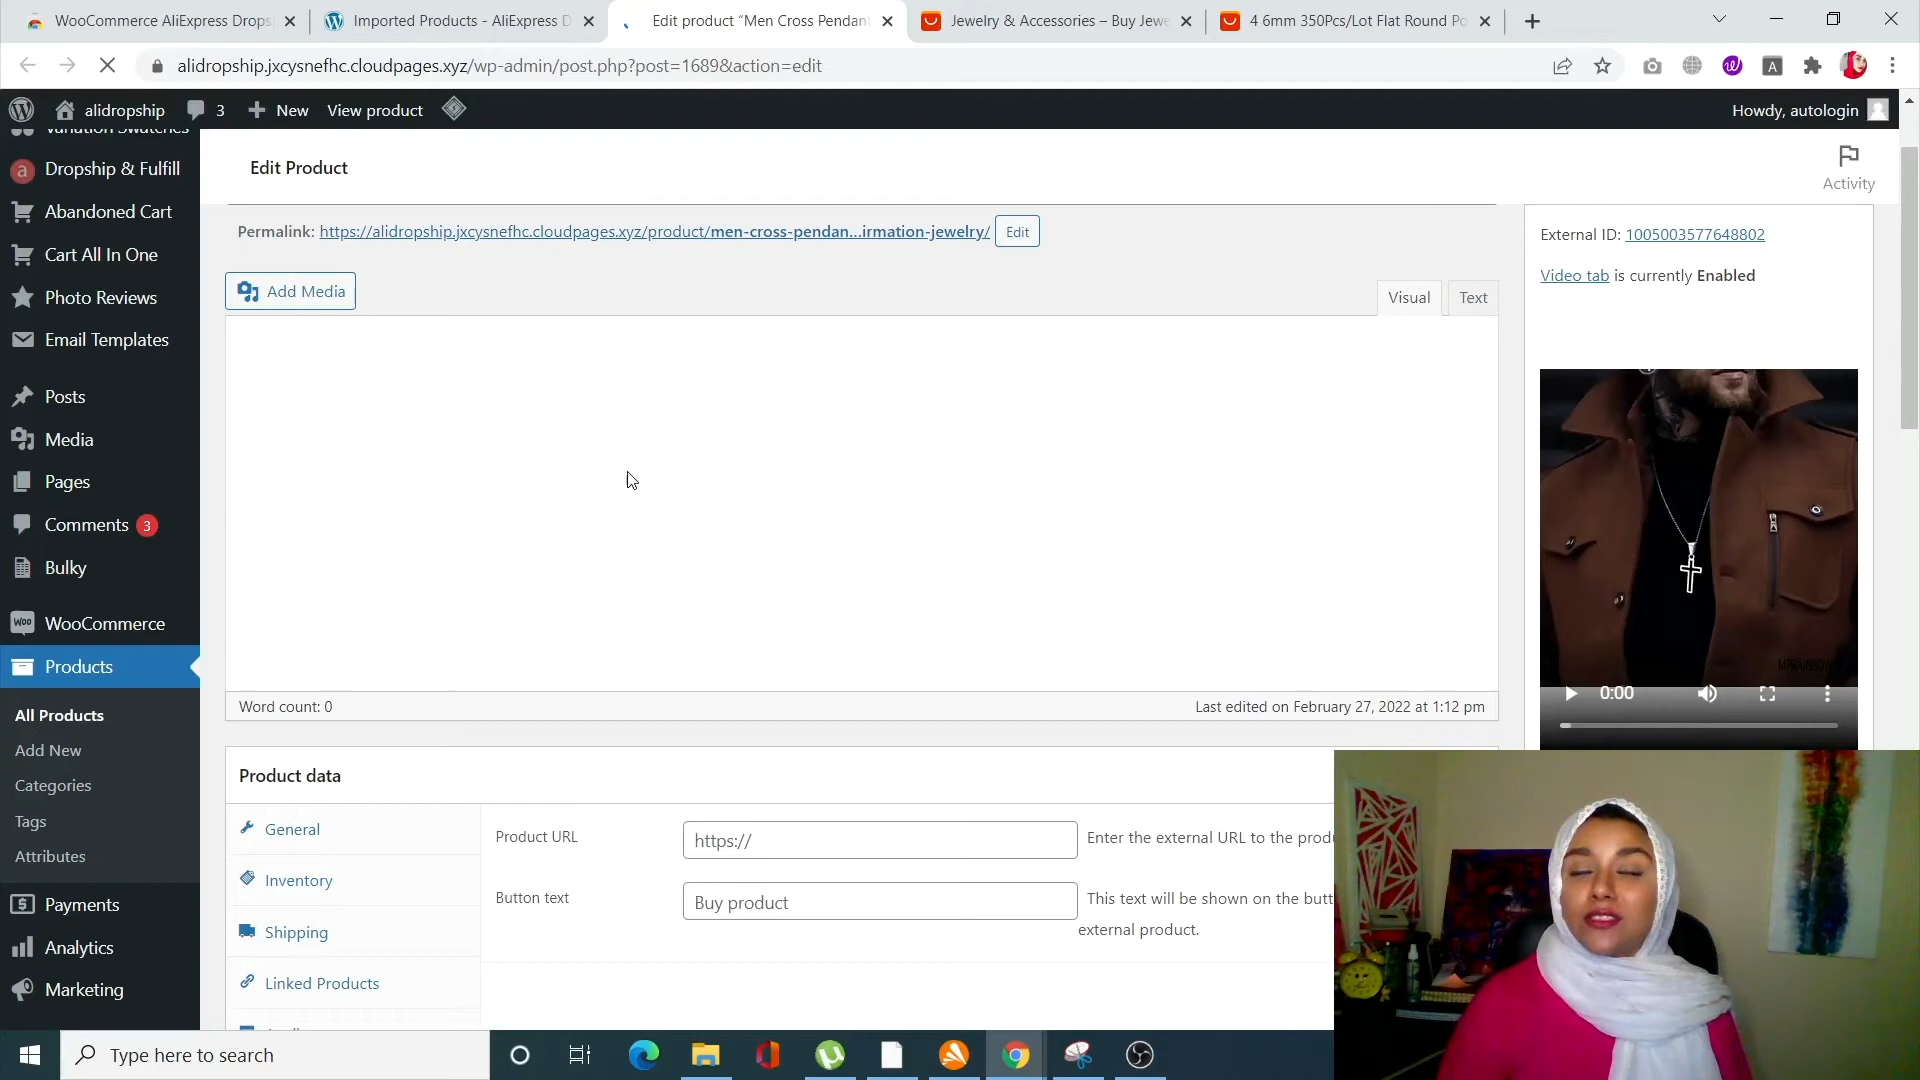 WooCommerce AliExpress Drops
Imported Products - AliExpress D
Edit product “Men Cross Pendan
Jewelry & Accessories – Buy Jewe
4 6mm 350Pcs/Lot Flat Round Po
alidropship.jxcysnefhc.cloudpages.xyz/wp-admin/post.php?post=1689&action=edit
alidropship
3
New
View product
Howdy, autologin
Variation Swatches
Dropship & Fulfill
Abandoned Cart
Cart All In One
Photo Reviews
Email Templates
Posts
Media
Pages
Comments 3
Bulky
WooCommerce
Products
All Products
Add New
Categories
Tags
Attributes
Payments
Analytics
Marketing
Edit Product
Activity
Permalink: https://alidropship.jxcysnefhc.cloudpages.xyz/product/men-cross-pendan...irmation-jewelry/ Edit
Add Media
Visual
Text
Word count: 0
Last edited on February 27, 2022 at 1:12 pm
External ID: 1005003577648802
Video tab is currently Enabled
0:00
Product data
General
Inventory
Shipping
Linked Products
Product URL
https://
Enter the external URL to the produ
Button text
Buy product
This text will be shown on the butt
external product.
Type here to search